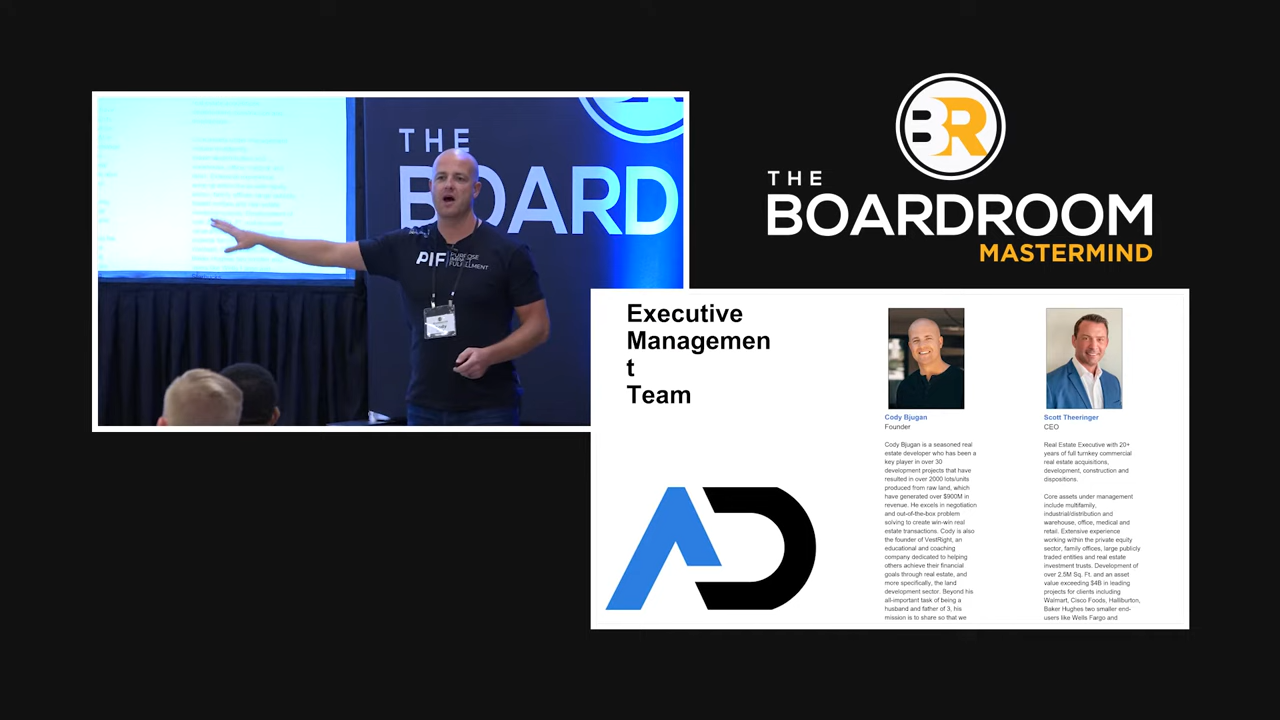 THE
BOARD
PIF PURPOSE
IMPACT
FULFILLMENT
BR
THE
BOARDROOM
MASTERMIND
Executive
Managemen
t
Team
AD
Cody Bjugan
Founder
Cody Bjugan is a seasoned real
estate developer who has been a
key player in over 30
development projects that have
resulted in over 2000 lots/units
produced from raw land, which
have generated over $900M in
revenue. He excels in negotiation
and out-of-the-box problem
solving to create win-win real
estate transactions. Cody is also
the founder of VestRight, an
educational and coaching
company dedicated to helping
others achieve their financial
goals through real estate, and
more specifically, the land
development sector. Beyond his
all-important task of being a
husband and father of 3, his
mission is to share so that we
Scott Theeringer
CEO
Real Estate Executive with 20+
years of full turnkey commercial
real estate acquisitions,
development, construction and
dispositions.
Core assets under management
include multifamily,
industrial/distribution and
warehouse, office, medical and
retail. Extensive experience
working within the private equity
sector, family offices, large publicly
traded entities and real estate
investment trusts. Development of
over 2.5M Sq. Ft. and an asset
value exceeding $4B in leading
projects for clients including
Walmart, Cisco Foods, Halliburton,
Baker Hughes two smaller end-
users like Wells Fargo and